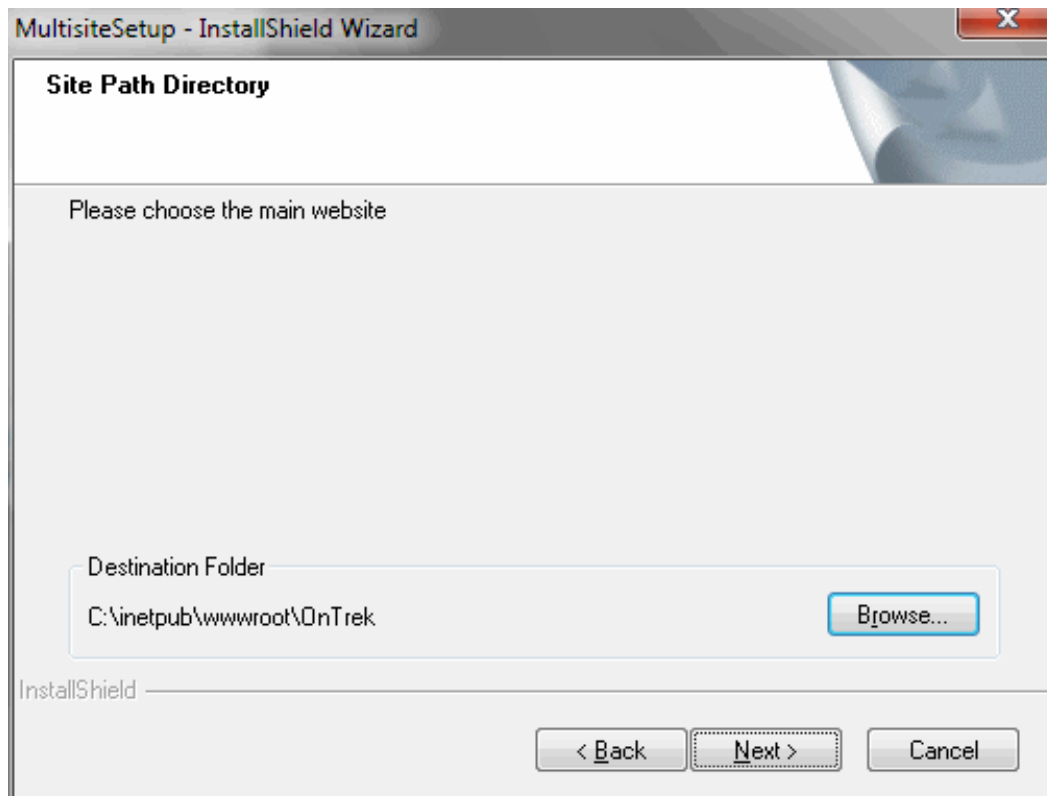 MultisiteSetup - InstallShield Wizard
Site Path Directory
Please choose the main website
Destination Folder
C:\inetpub\wwwroot\OnTrek
Browse...
InstallShield
< Back
Next >
Cancel